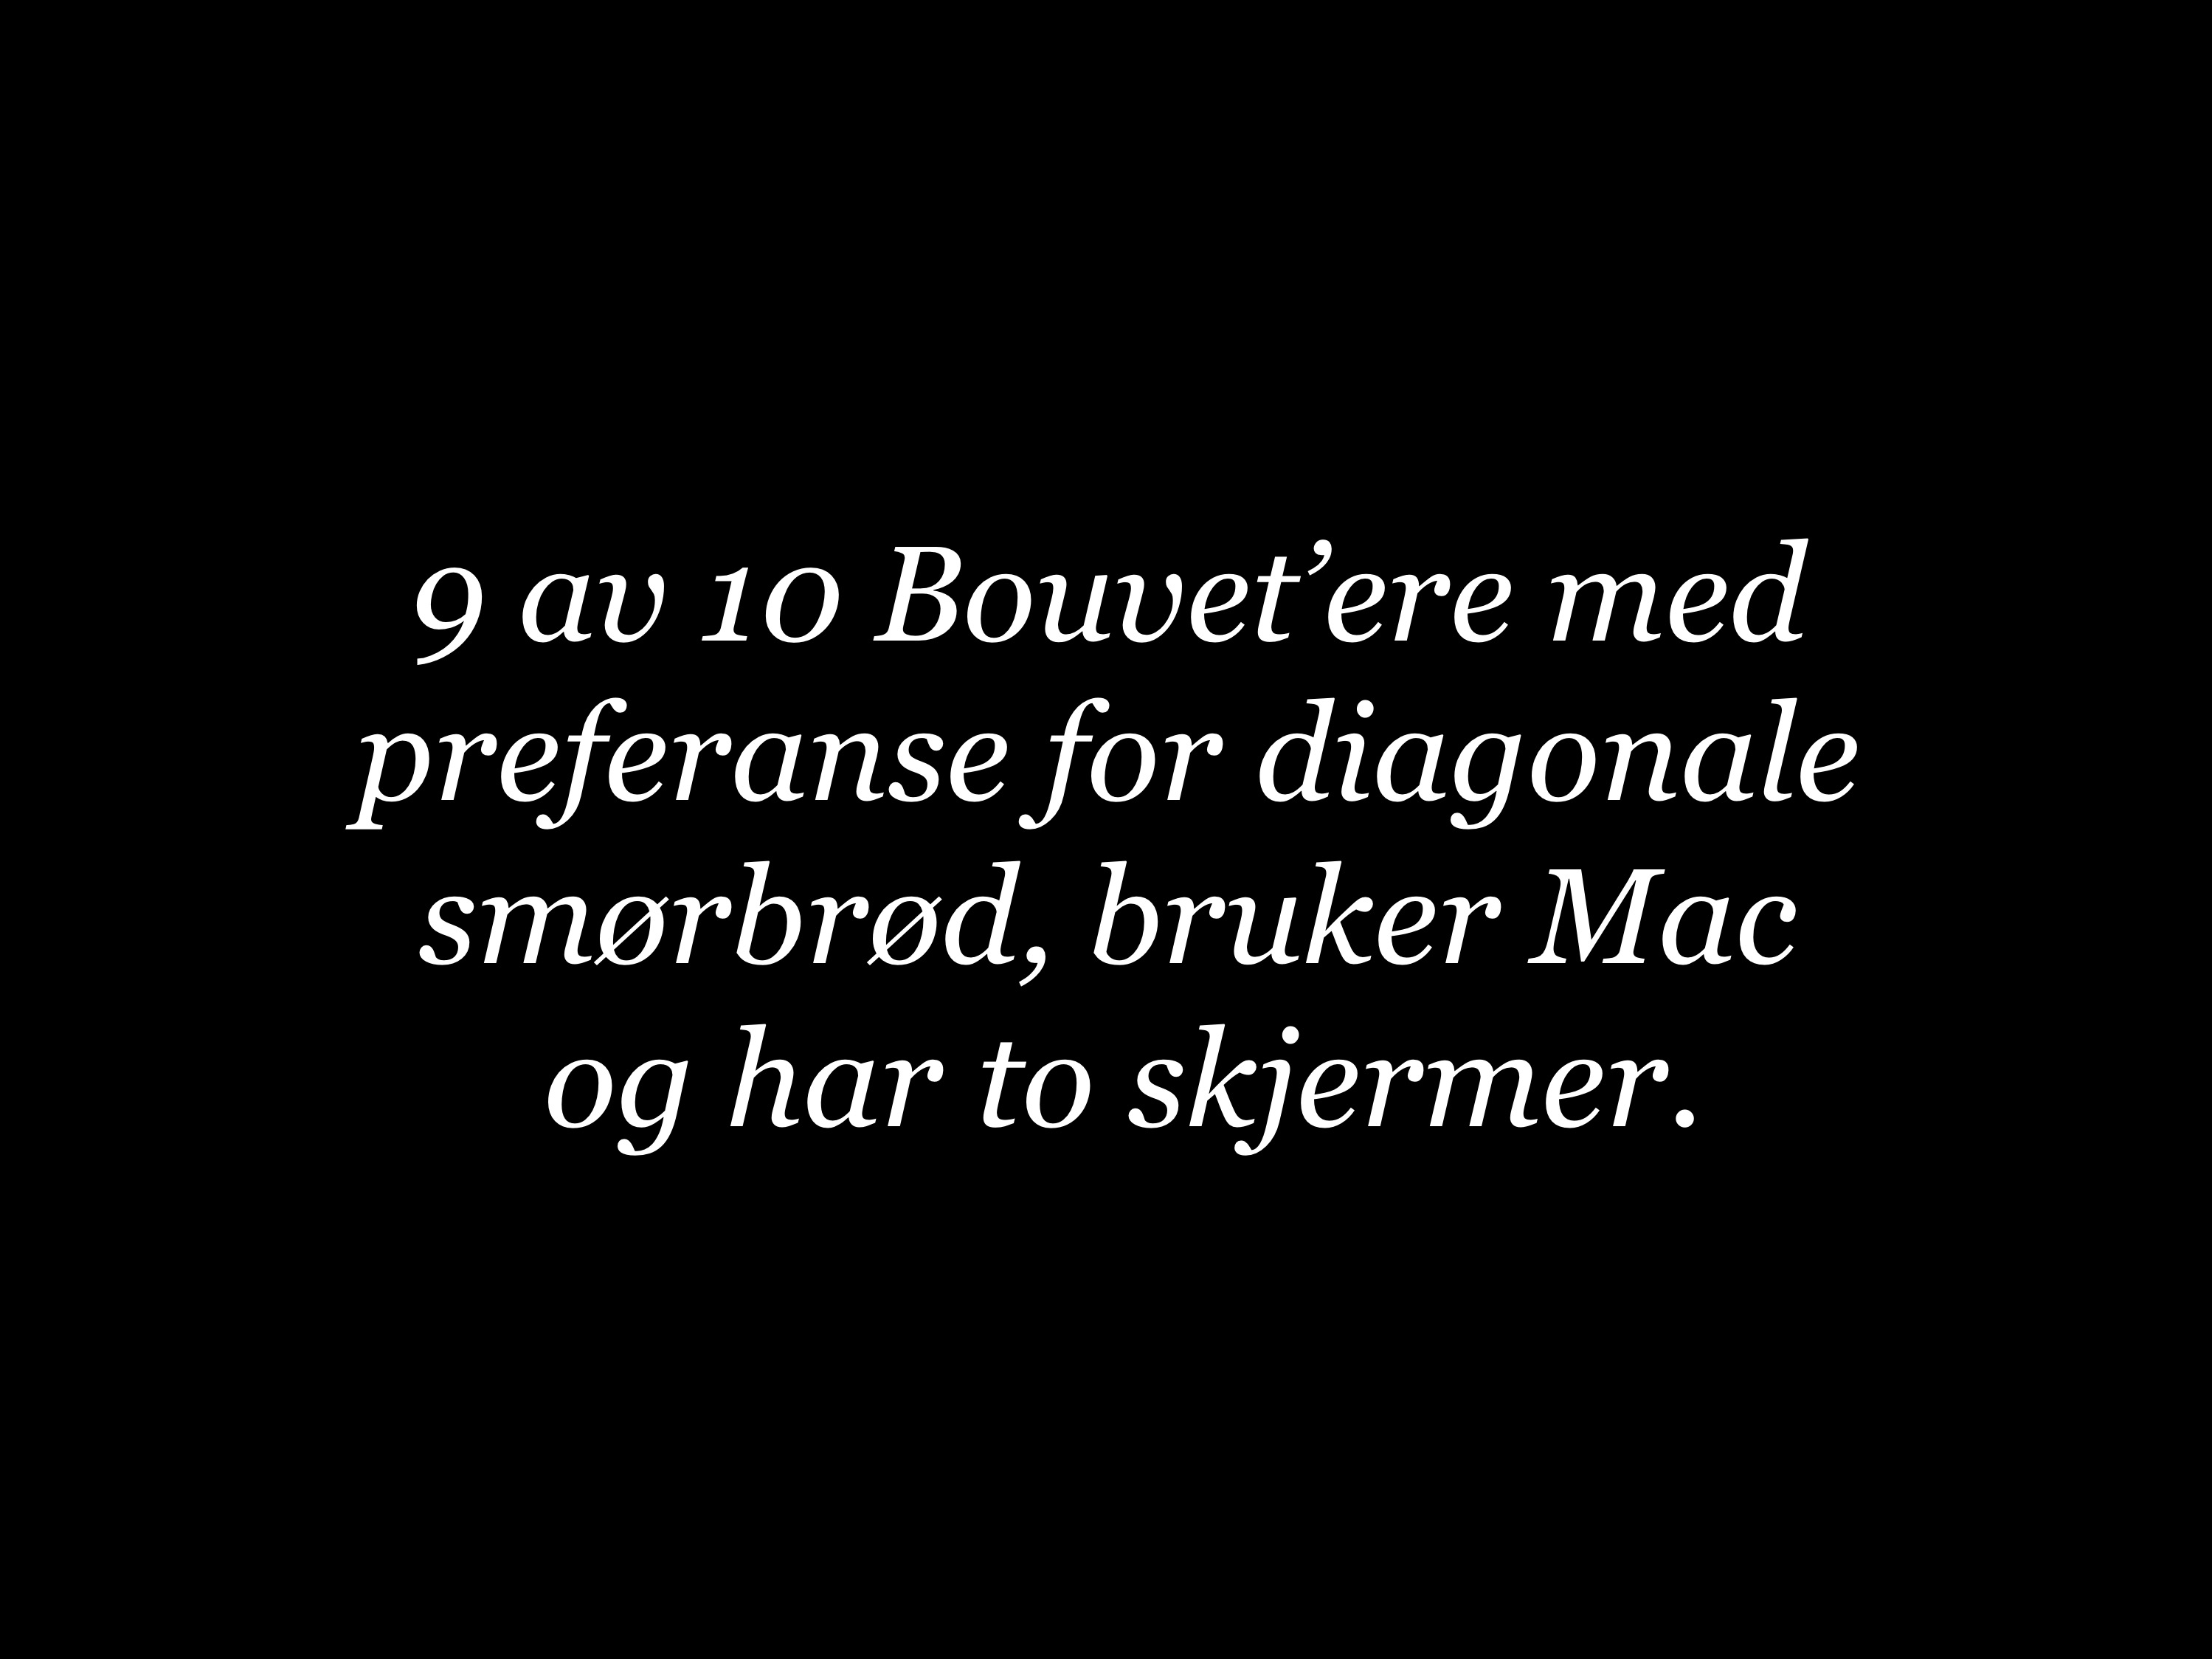 9 av 10 Bouvet’ere med
preferanse for diagonale
smørbrød, bruker Mac
og har to skjermer.